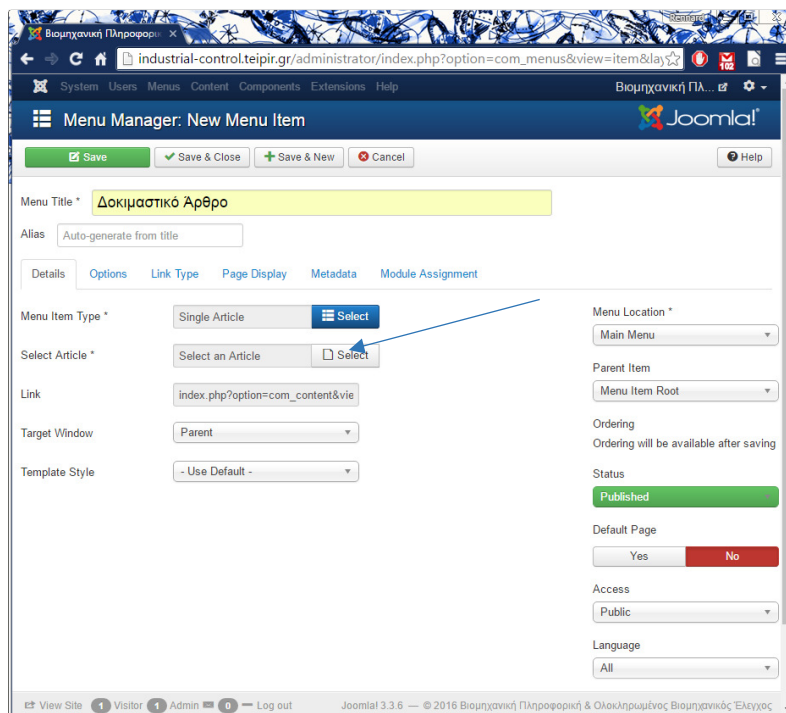 Rennard
Βιομηχανική Πληροφορι
industrial-control.teipir.gr/administrator/index.php?option=com_menus&view=item&lay
102
System Users Menus Content Components Extensions Help
Βιομηχανική Πλ...
Menu Manager: New Menu Item
Joomla!
Save
Save & Close
Save & New
Cancel
Help
Menu Title *
Δοκιμαστικό Άρθρο
Alias
Auto-generate from title
Details
Options
Link Type
Page Display
Metadata
Module Assignment
Menu Item Type *
Single Article
Select
Select Article *
Select an Article
Select
Link
index.php?option=com_content&vie
Target Window
Parent
Template Style
- Use Default -
Menu Location *
Main Menu
Parent Item
Menu Item Root
Ordering
Ordering will be available after saving
Status
Published
Default Page
Yes
No
Access
Public
Language
All
View Site 1 Visitor 1 Admin 0 Log out
Joomla! 3.3.6 — © 2016 Βιομηχανική Πληροφορική & Ολοκληρωμένος Βιομηχανικός Έλεγχος